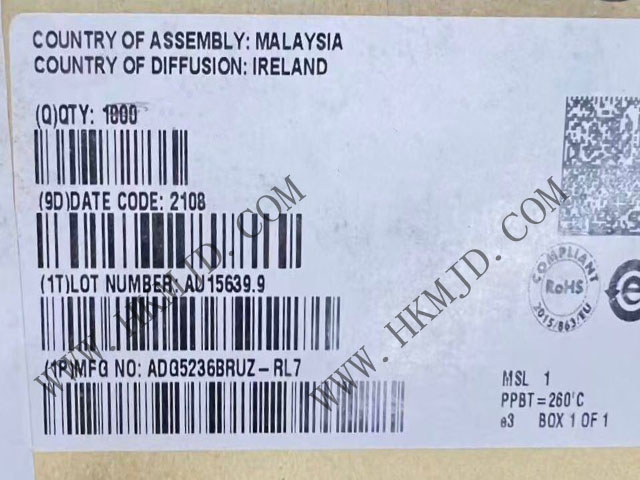 COUNTRY OF ASSEMBLY: MALAYSIA
COUNTRY OF DIFFUSION: IRELAND
(Q)QTY: 1000
(9D)DATE CODE: 2108
(1T)LOT NUMBER: AU15639.9
(1P)MFG NO: ADG5236BRUZ-RL7
COMPLIANT
RoHS
2015/863/EU
e
MSL 1
PPBT=260°C
e3 BOX 1 OF 1
WWW.HKMJD.COM
WWW.HKMJD.COM